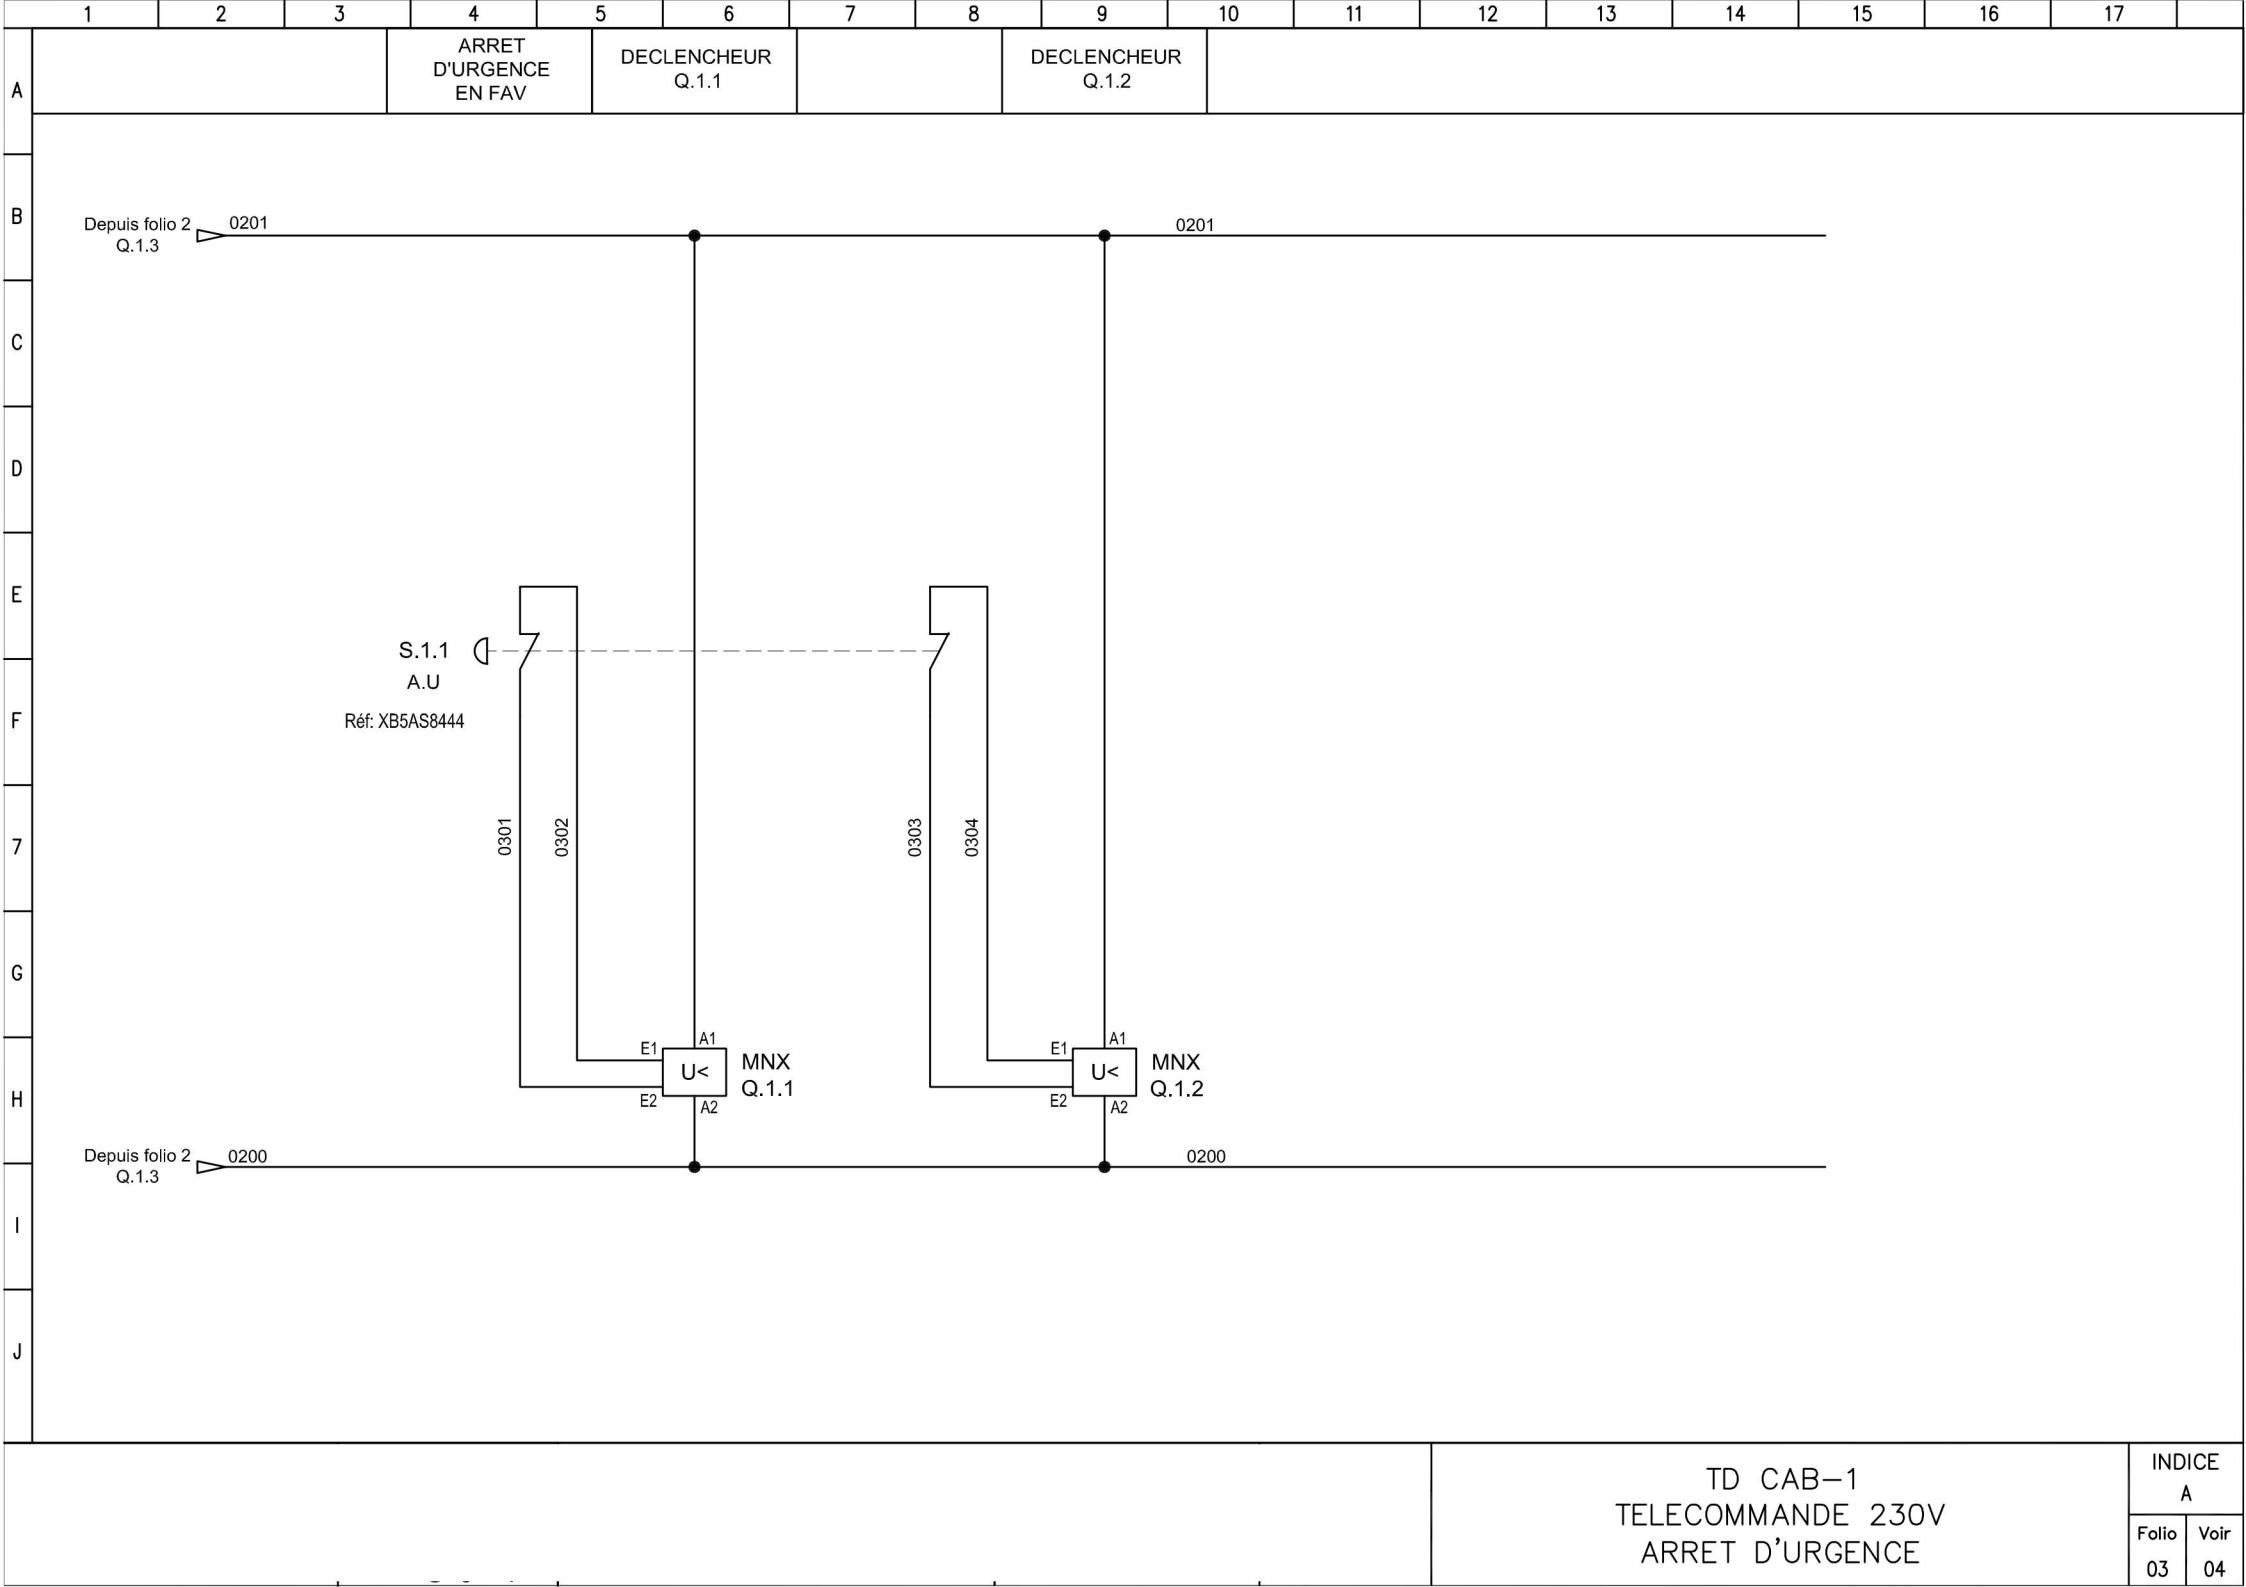 1 2 3 4 5 6 7 8 9 10 11 12 13 14 15 16 17
ARRET
D'URGENCE
EN FAV
DECLENCHEUR
Q.1.1
DECLENCHEUR
Q.1.2
A
B
C
D
E
F
7
G
H
I
J
Depuis folio 2
Q.1.3
0201
0201
S.1.1
A.U
Réf: XB5AS8444
0301
0302
0303
0304
E1
A1
U<
E2
A2
MNX
Q.1.1
E1
A1
U<
E2
A2
MNX
Q.1.2
Depuis folio 2
Q.1.3
0200
0200
TD CAB-1
TELECOMMANDE 230V
ARRET D'URGENCE
INDICE
A
Folio
03
Voir
04